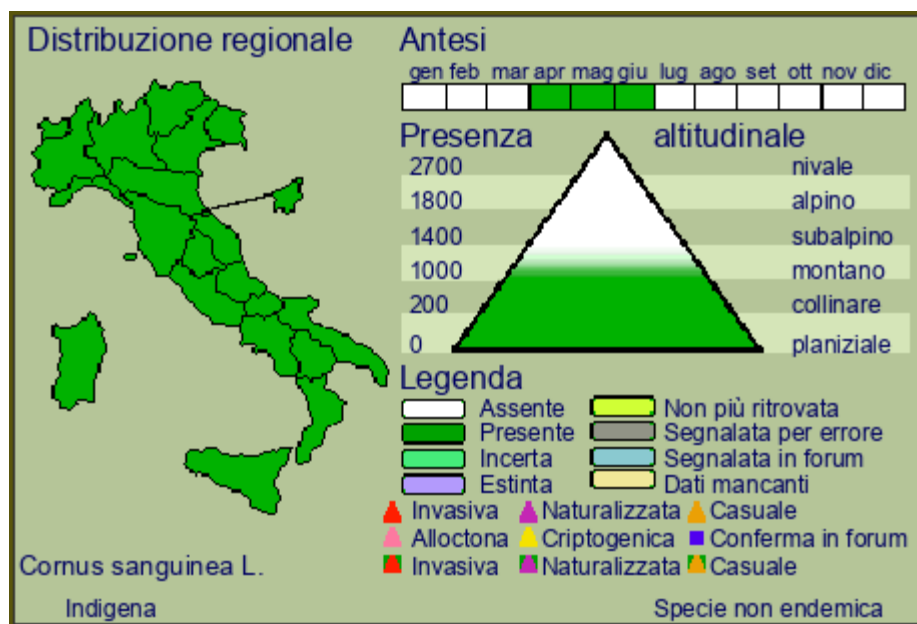 Distribuzione regionale
Antesi
gen feb mar apr mag giu lug ago set ott nov dic
Presenza altitudinale
2700 nivale
1800 alpino
1400 subalpino
1000 montano
200 collinare
0 planiziale
Legenda
Assente Non più ritrovata
Presente Segnalata per errore
Incerta Segnalata in forum
Estinta Dati mancanti
Invasiva Naturalizzata Casuale
Alloctona Criptogenica Conferma in forum
Invasiva Naturalizzata Casuale
Cornus sanguinea L.
Indigena Specie non endemica